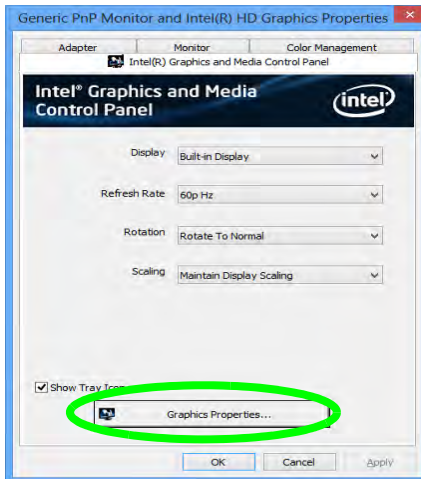 Generic PnP Monitor and Intel(R) HD Graphics Properties
Adapter Monitor Color Management
Intel(R) Graphics and Media Control Panel
Intel® Graphics and Media
Control Panel
intel
Display Built-in Display
Refresh Rate 60p Hz
Rotation Rotate To Normal
Scaling Maintain Display Scaling
Show Tray Icon
Graphics Properties...
OK Cancel Apply